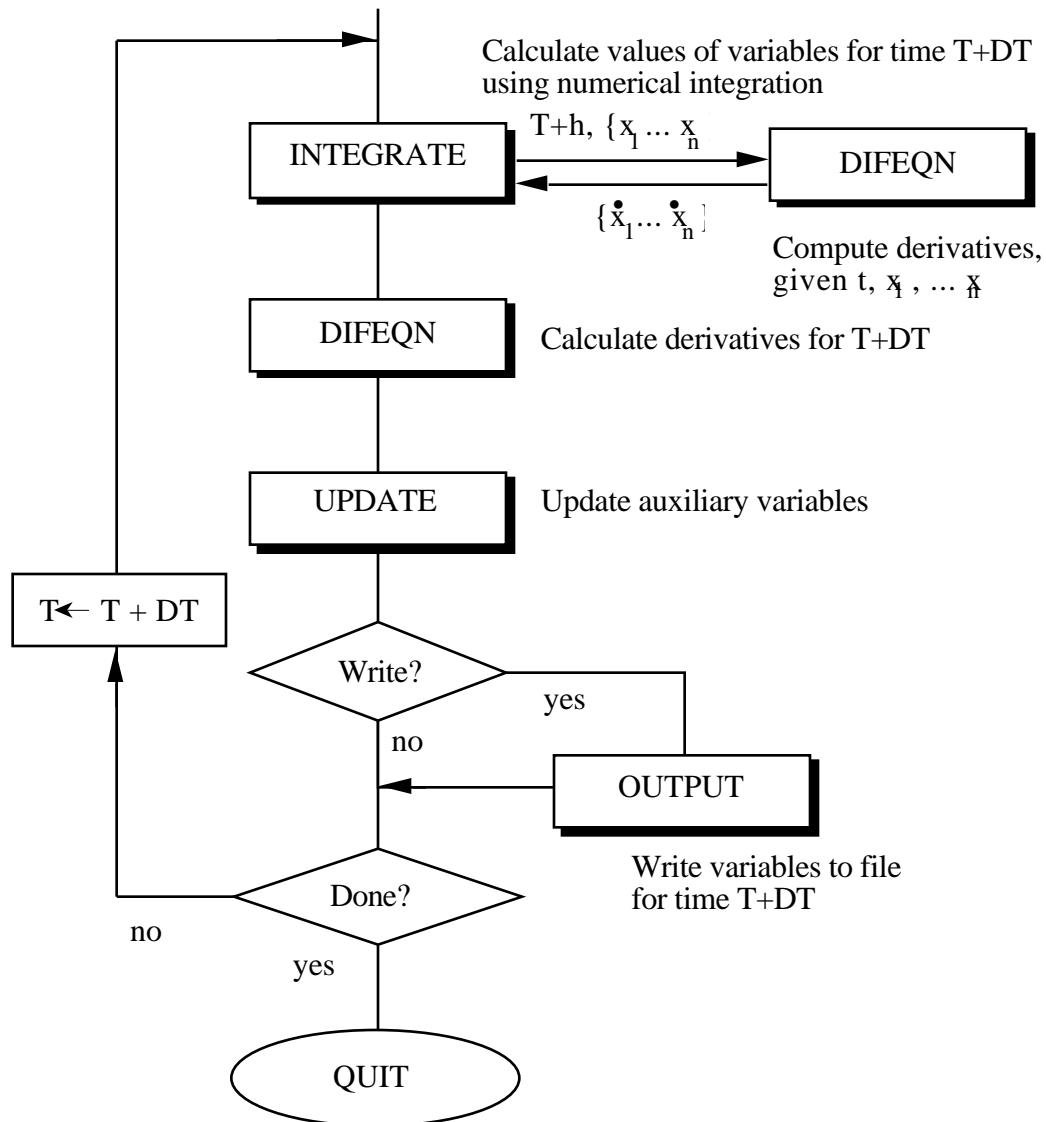 Calculate values of variables for time T+DT
using numerical integration
T+h, {x1 ... xn
INTEGRATE
DIFEQN
{ẋ1... ẋn }
Compute derivatives,
given t, x1 , ... xn
DIFEQN
Calculate derivatives for T+DT
UPDATE
Update auxiliary variables
T← T + DT
Write?
yes
no
OUTPUT
Write variables to file
for time T+DT
Done?
no
yes
QUIT